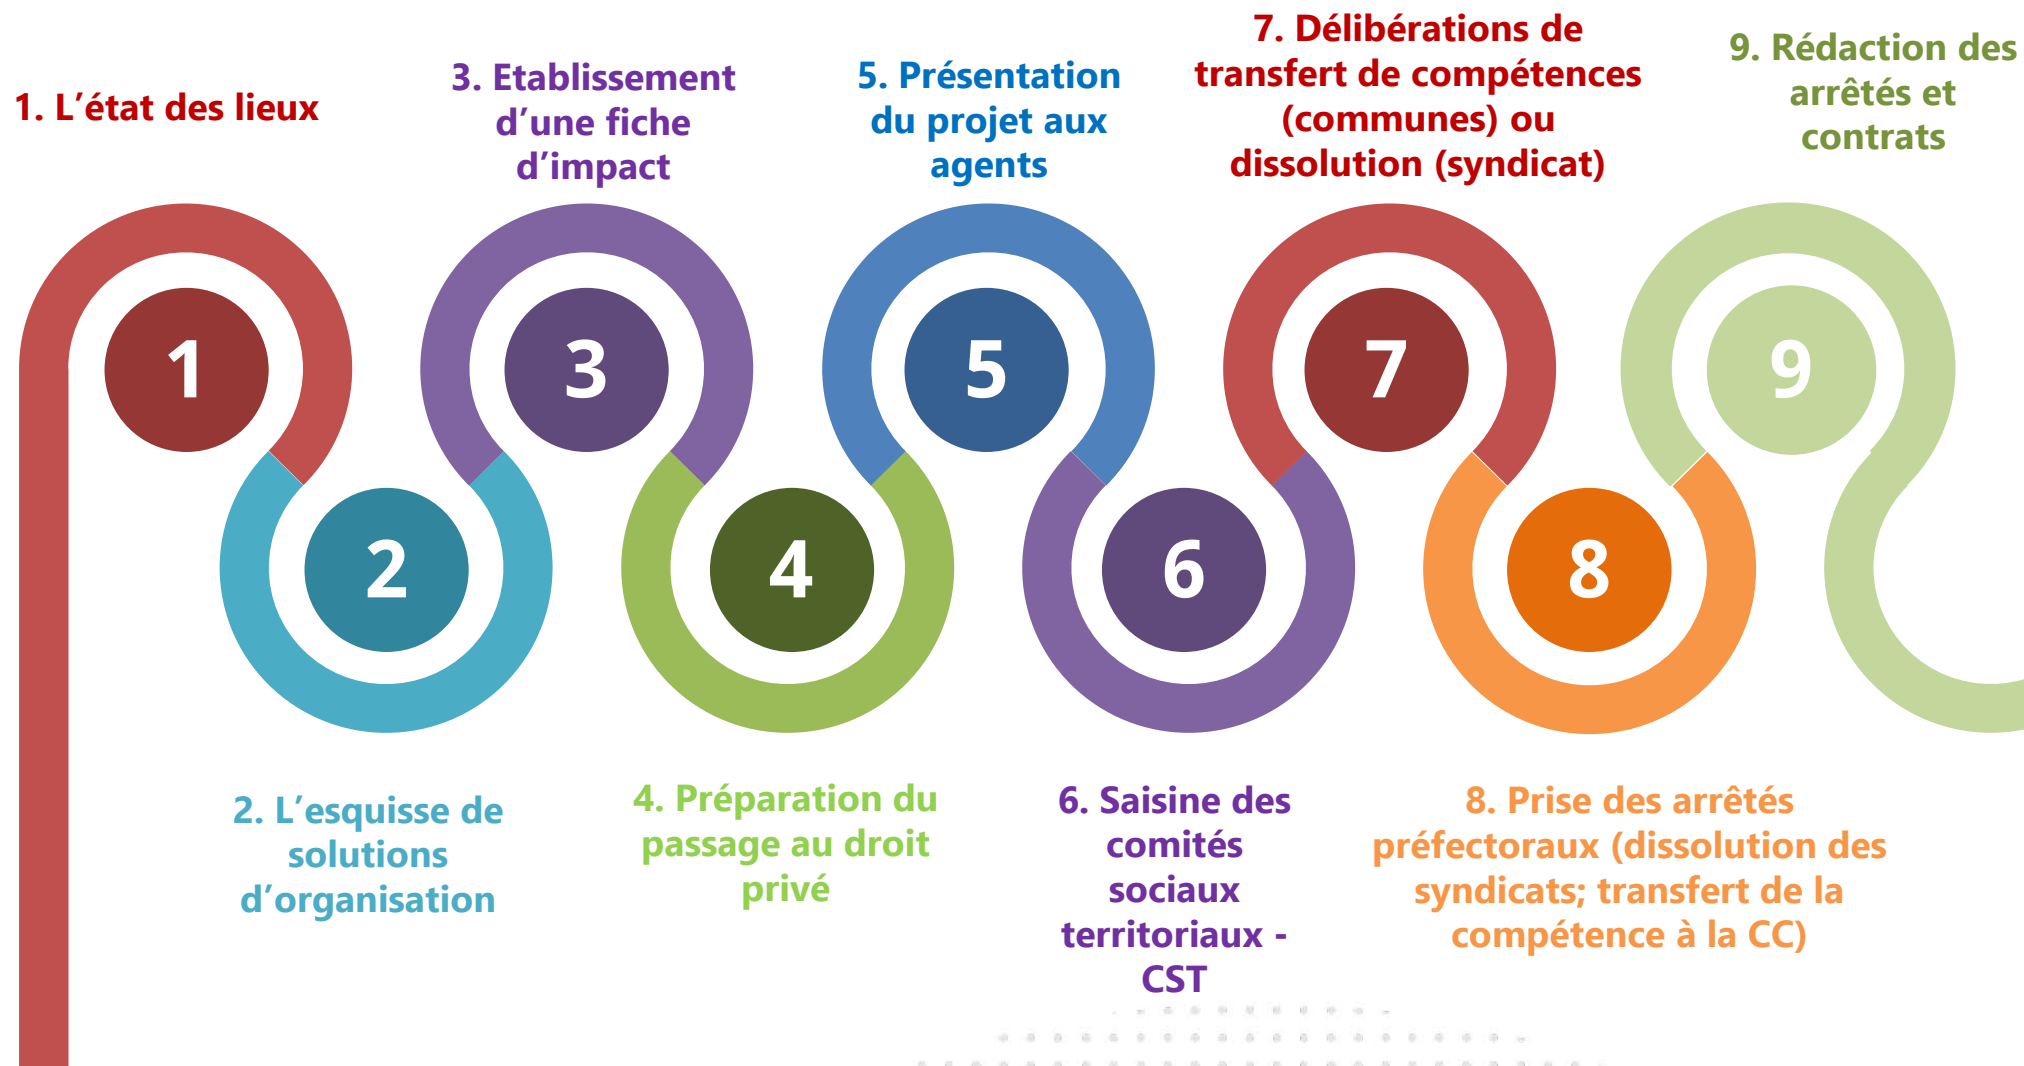 1. L’état des lieux
3. Etablissement
d’une fiche
d’impact
5. Présentation
du projet aux
agents
7. Délibérations de
transfert de compétences
(communes) ou
dissolution (syndicat)
9. Rédaction des
arrêtés et
contrats
1
3
5
7
9
2
4
6
8
2. L’esquisse de
solutions
d’organisation
4. Préparation du
passage au droit
privé
6. Saisine des
comités
sociaux
territoriaux -
CST
8. Prise des arrêtés
préfectoraux (dissolution des
syndicats; transfert de la
compétence à la CC)